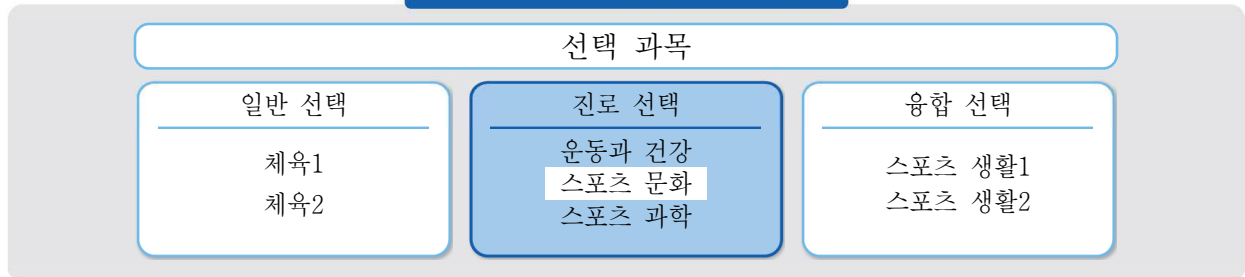 선택 과목
일반 선택
체육1
체육2
진로 선택
운동과 건강
스포츠 문화
스포츠 과학
융합 선택
스포츠 생활1
스포츠 생활2